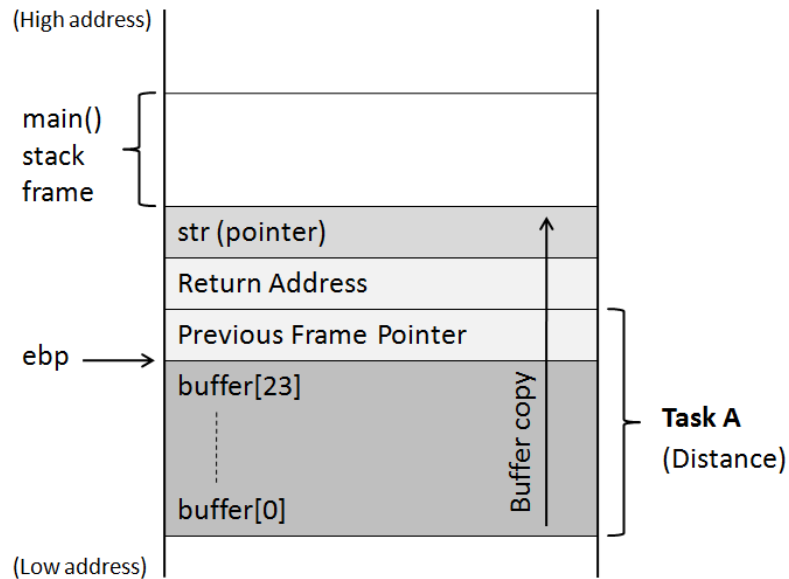 (High address)
main()
stack
frame
str (pointer)
Return Address
Previous Frame Pointer
ebp
buffer[23]
buffer[0]
Buffer copy
Task A
(Distance)
(Low address)